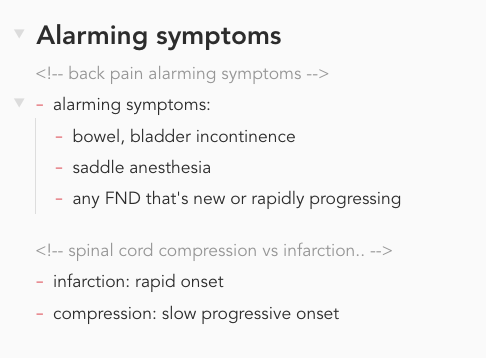 Alarming symptoms
<!-- back pain alarming symptoms -->
- alarming symptoms:
- bowel, bladder incontinence
- saddle anesthesia
- any FND that's new or rapidly progressing
<!-- spinal cord compression vs infarction.. -->
- infarction: rapid onset
- compression: slow progressive onset